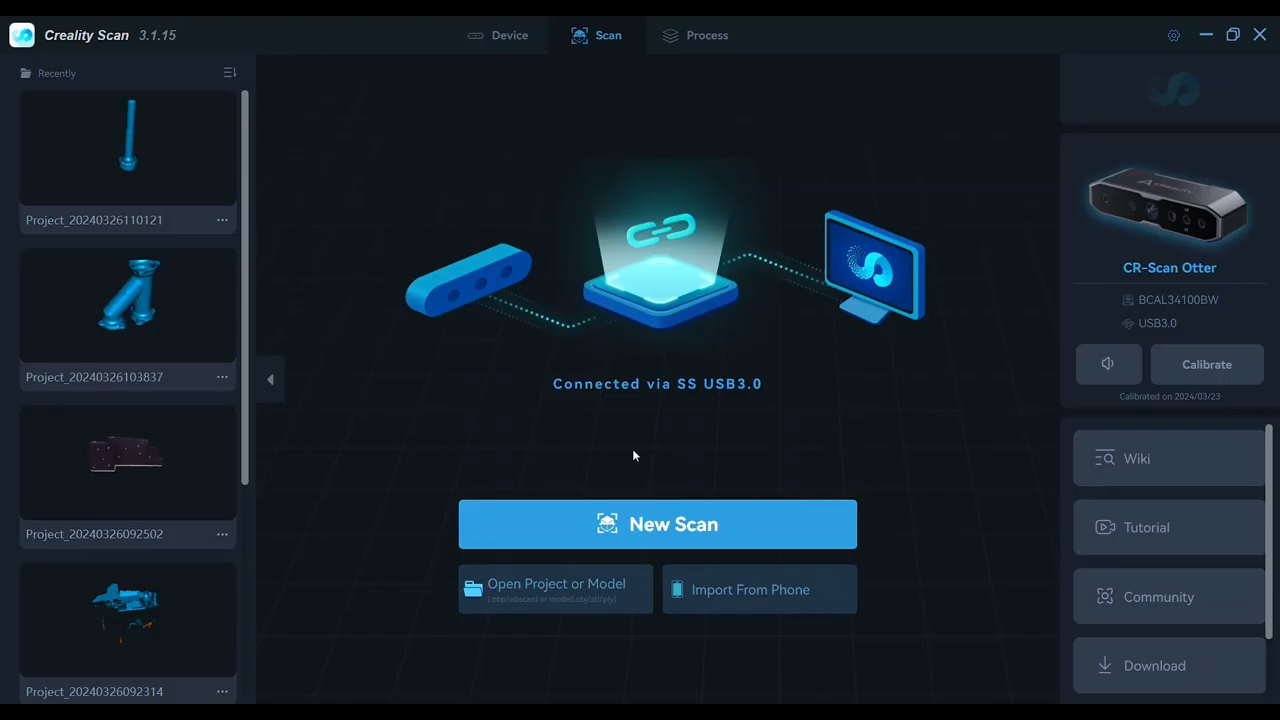 Creality Scan 3.1.15
Device
Scan
Process
Recently
Project_20240326110121
Project_20240326103837
Project_20240326092502
Project_20240326092314
Connected via SS USB3.0
New Scan
Open Project or Model
Import From Phone
CREALITY
CR-Scan Otter
BCAL34100BW
USB3.0
Calibrate
Calibrated on 2024/03/23
Wiki
Tutorial
Community
Download